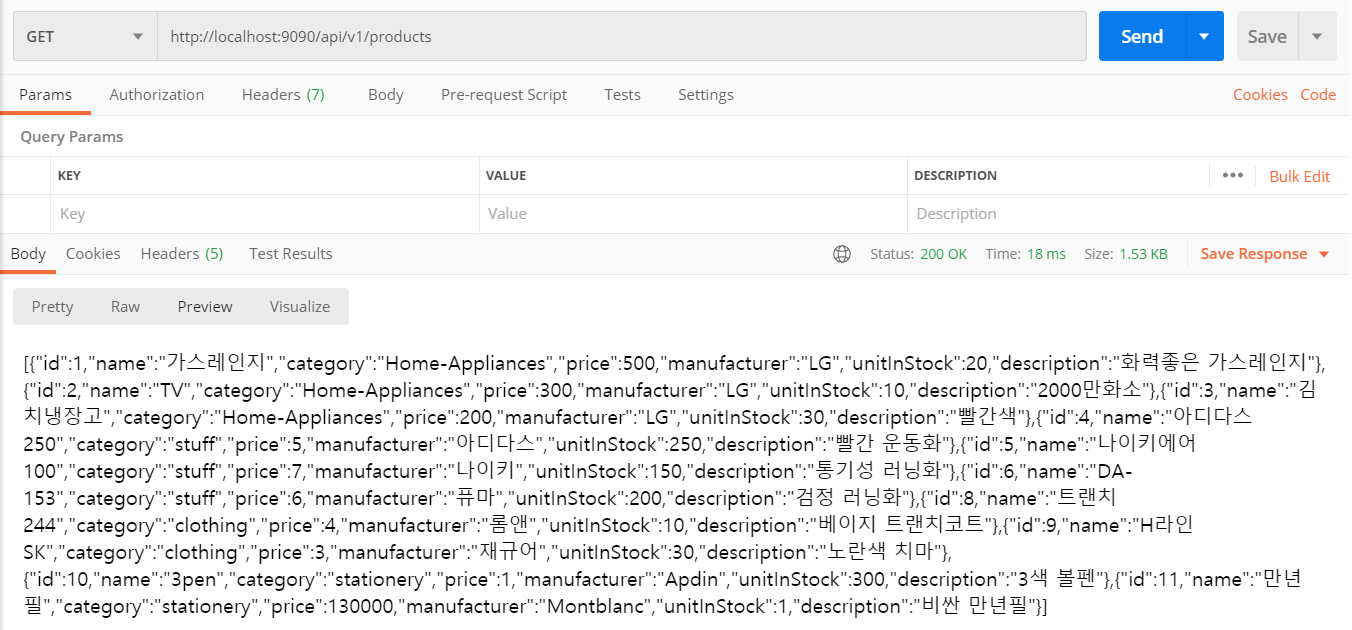 GET http://localhost:9090/api/v1/products Send Save
Params Authorization Headers (7) Body Pre-request Script Tests Settings Cookies Code
Query Params
KEY VALUE DESCRIPTION ••• Bulk Edit
Key Value Description
Body Cookies Headers (5) Test Results Status: 200 OK Time: 18 ms Size: 1.53 KB Save Response
Pretty Raw Preview Visualize
[{"id":1,"name":"가스레인지","category":"Home-Appliances","price":500,"manufacturer":"LG","unitInStock":20,"description":"화력좋은 가스레인지"},
{"id":2,"name":"TV","category":"Home-Appliances","price":300,"manufacturer":"LG","unitInStock":10,"description":"2000만화소"},{"id":3,"name":"김
치냉장고","category":"Home-Appliances","price":200,"manufacturer":"LG","unitInStock":30,"description":"빨간색"},{"id":4,"name":"아디다스
250","category":"stuff","price":5,"manufacturer":"아디다스","unitInStock":250,"description":"빨간 운동화"},{"id":5,"name":"나이키에어
100","category":"stuff","price":7,"manufacturer":"나이키","unitInStock":150,"description":"통기성 러닝화"},{"id":6,"name":"DA-
153","category":"stuff","price":6,"manufacturer":"퓨마","unitInStock":200,"description":"검정 러닝화"},{"id":8,"name":"트랜치
244","category":"clothing","price":4,"manufacturer":"롬앤","unitInStock":10,"description":"베이지 트랜치코트"},{"id":9,"name":"H라인
SK","category":"clothing","price":3,"manufacturer":"재규어","unitInStock":30,"description":"노란색 치마"},
{"id":10,"name":"3pen","category":"stationery","price":1,"manufacturer":"Apdin","unitInStock":300,"description":"3색 볼펜"},{"id":11,"name":"만년
필","category":"stationery","price":130000,"manufacturer":"Montblanc","unitInStock":1,"description":"비싼 만년필"}]